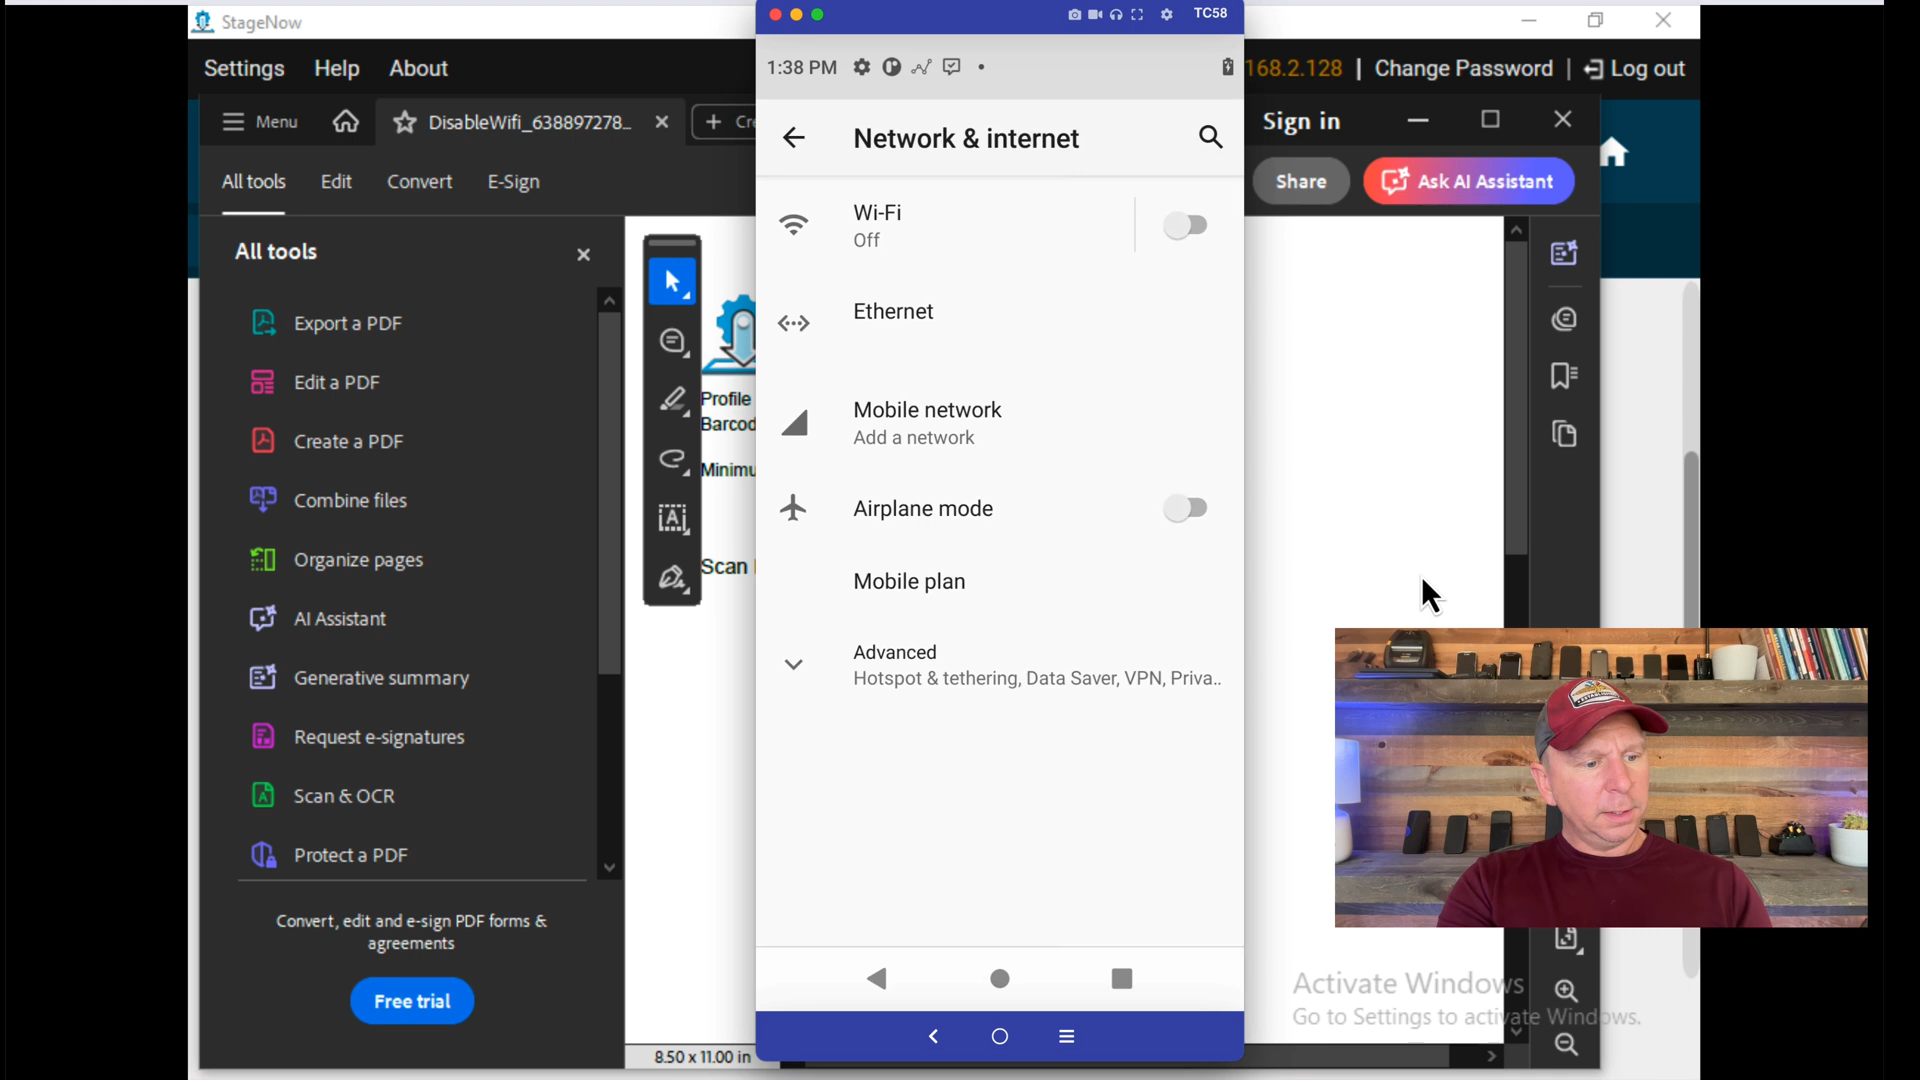 StageNow
TC58
Settings Help About
168.2.128 | Change Password | Log out
1:38 PM
Menu
DisableWifi_638897278...
Sign in
Network & internet
All tools Edit Convert E-Sign
Share
Ask AI Assistant
All tools
Export a PDF
Edit a PDF
Create a PDF
Combine files
Organize pages
AI Assistant
Generative summary
Request e-signatures
Scan & OCR
Protect a PDF
Convert, edit and e-sign PDF forms &
agreements
Free trial
Profile
Scan
8.50 x 11.00 in
Wi-Fi
Off
Ethernet
Mobile network
Add a network
Airplane mode
Mobile plan
Advanced
Hotspot & tethering, Data Saver, VPN, Priva..
Activate Windows
Go to Settings to activate Windows.